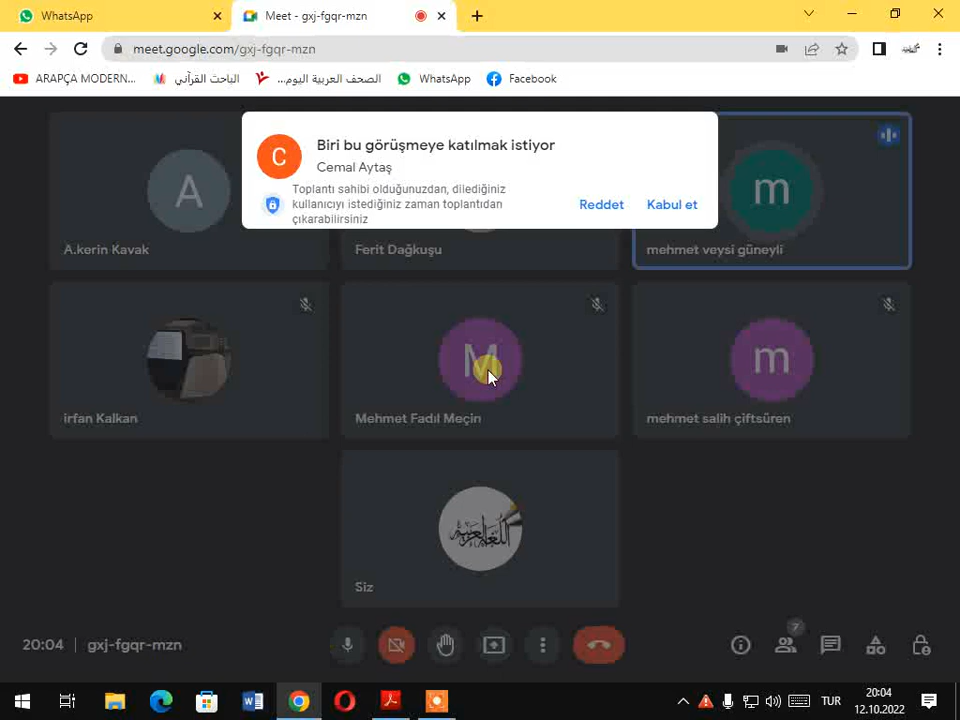 WhatsApp
Meet - gxj-fgqr-mzn
meet.google.com/gxj-fgqr-mzn
ARAPÇA MODERN...
الباحث القرآني
الصحف العربية اليوم...
WhatsApp
Facebook
C
Biri bu görüşmeye katılmak istiyor
Cemal Aytaş
Toplantı sahibi olduğunuzdan, dilediğiniz
kullanıcıyı istediğiniz zaman toplantıdan
çıkarabilirsiniz
Reddet
Kabul et
A
A.kerin Kavak
Ferit Dağkuşu
m
mehmet veysi güneyli
irfan Kalkan
M
Mehmet Fadıl Meçin
m
mehmet salih çiftsüren
اللغة العربية
Siz
20:04
gxj-fgqr-mzn
7
TUR
20:04
12.10.2022